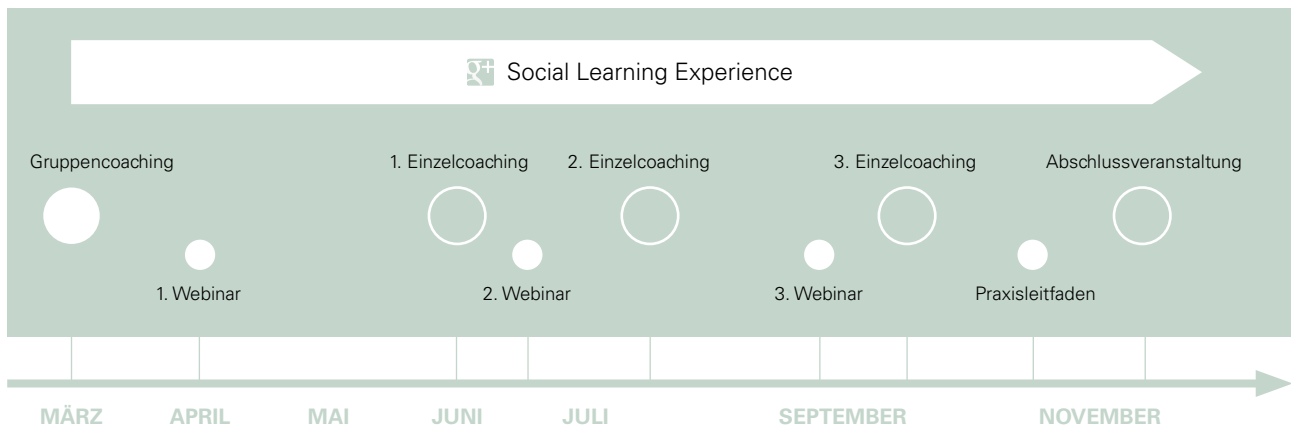 g+ Social Learning Experience
Gruppencoaching
1. Einzelcoaching
2. Einzelcoaching
3. Einzelcoaching
Abschlussveranstaltung
1. Webinar
2. Webinar
3. Webinar
Praxisleitfaden
MÄRZ
APRIL
MAI
JUNI
JULI
SEPTEMBER
NOVEMBER